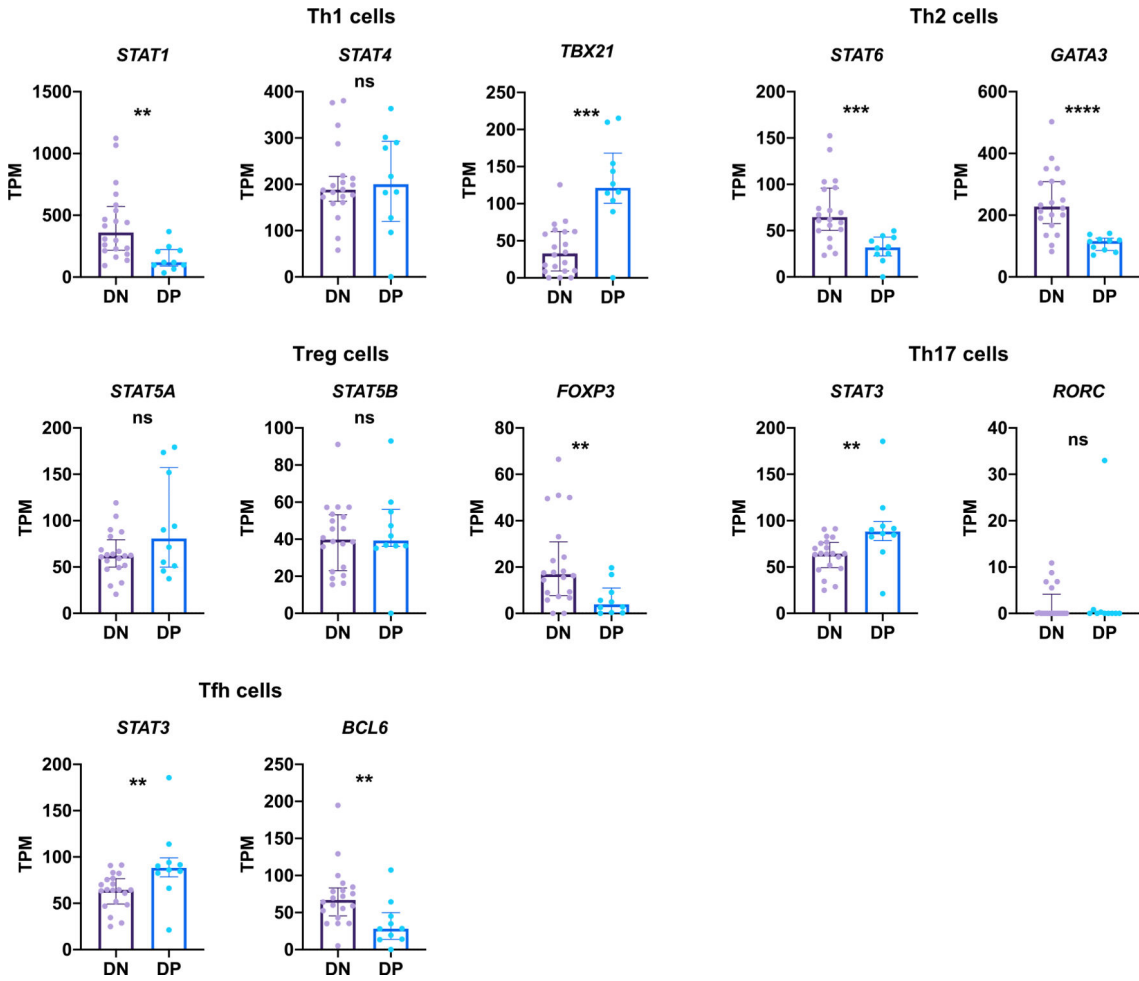 Th1 cells
Th2 cells
STAT1
STAT4
TBX21
STAT6
GATA3
**
ns
***
***
****
TPM
1500
1000
500
0
DN DP
TPM
400
300
200
100
0
DN DP
TPM
250
200
150
100
50
0
DN DP
TPM
200
150
100
50
0
DN DP
TPM
600
400
200
0
DN DP
Treg cells
Th17 cells
STAT5A
STAT5B
FOXP3
STAT3
RORC
ns
ns
**
**
ns
TPM
200
150
100
50
0
DN DP
TPM
100
80
60
40
20
0
DN DP
TPM
80
60
40
20
0
DN DP
TPM
200
150
100
50
0
DN DP
TPM
40
30
20
10
0
DN DP
Tfh cells
STAT3
BCL6
**
**
TPM
200
150
100
50
0
DN DP
TPM
250
200
150
100
50
0
DN DP